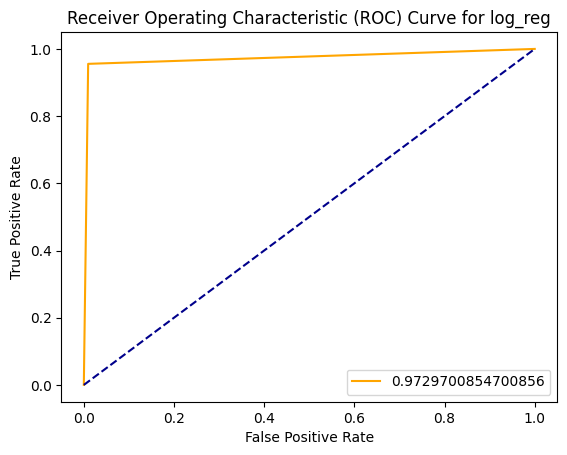 Receiver Operating Characteristic (ROC) Curve for log_reg
True Positive Rate
1.0
0.8
0.6
0.4
0.2
0.0
0.9729700854700856
0.0 0.2 0.4 0.6 0.8 1.0
False Positive Rate